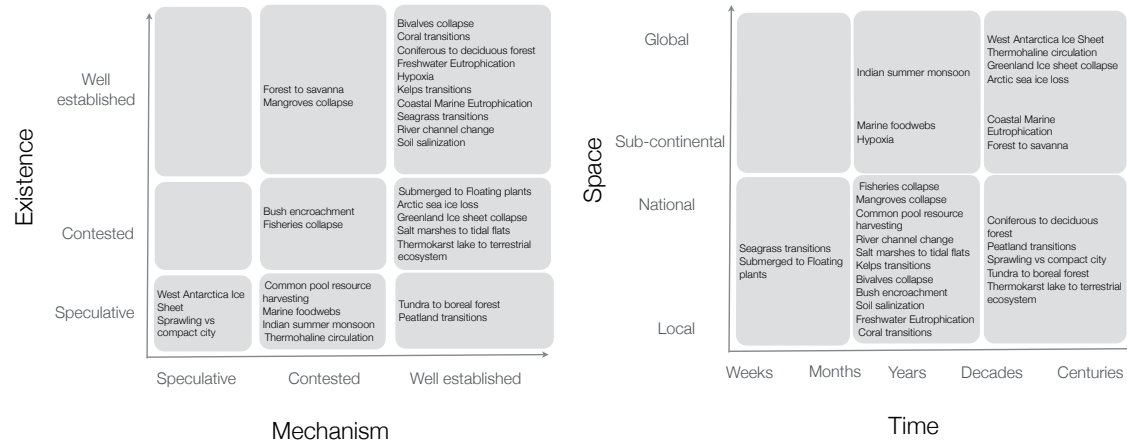 Existence
Well
established
Contested
Speculative
Forest to savanna
Mangroves collapse
Bivalves collapse
Coral transitions
Coniferous to deciduous forest
Freshwater Eutrophication
Hypoxia
Kelps transitions
Coastal Marine Euthrophication
Seagrass transitions
River channel change
Soil salinization
Bush encroachment
Fisheries collapse
Submerged to Floating plants
Arctic sea ice loss
Greenland Ice sheet collapse
Salt marshes to tidal flats
Thermokarst lake to terrestrial
ecosystem
West Antarctica Ice
Sheet
Sprawling vs
compact city
Common pool resource
harvesting
Marine foodwebs
Indian summer monsoon
Thermohaline circulation
Tundra to boreal forest
Peatland transitions
Speculative
Contested
Well established
Mechanism
Space
Global
Sub-continental
National
Local
Indian summer monsoon
Marine foodwebs
Hypoxia
West Antarctica Ice Sheet
Thermohaline circulation
Greenland Ice sheet collapse
Arctic sea ice loss
Coastal Marine
Eutrophication
Forest to savanna
Seagrass transitions
Submerged to Floating
plants
Fisheries collapse
Mangroves collapse
Common pool resource
harvesting
River channel change
Salt marshes to tidal flats
Kelps transitions
Bivalves collapse
Bush encroachment
Soil salinization
Freshwater Eutrophication
Coral transitions
Coniferous to deciduous
forest
Peatland transitions
Sprawling vs compact city
Tundra to boreal forest
Thermokarst lake to terrestrial
ecosystem
Weeks
Months
Years
Decades
Centuries
Time